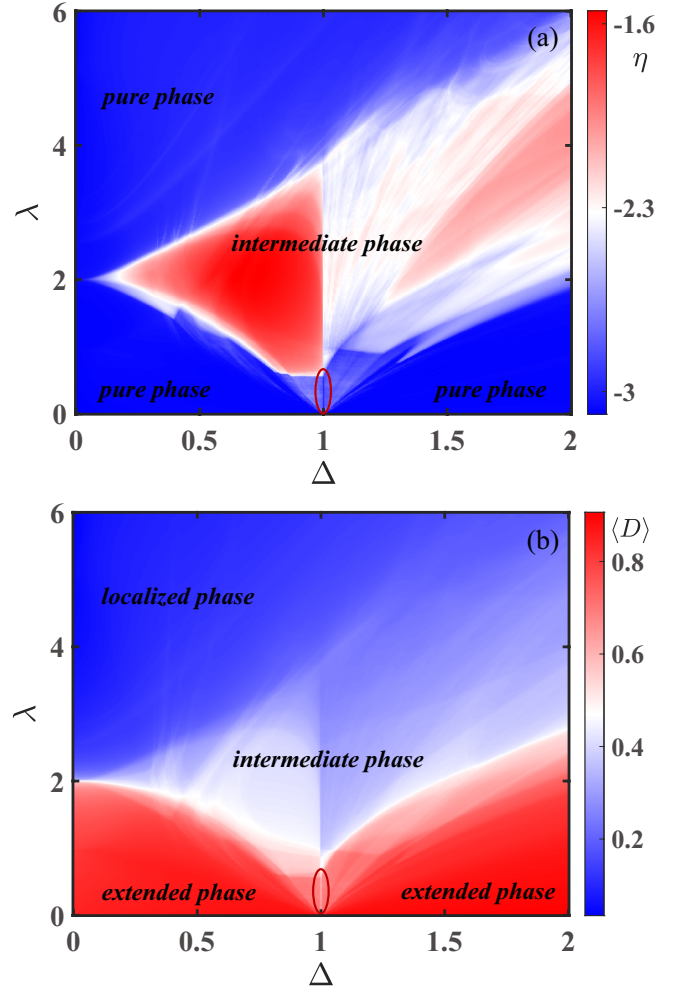 6
(a)
-1.6
η
pure phase
4
λ
-2.3
intermediate phase
2
pure phase
pure phase
-3
0
0 0.5 1 1.5 2
Δ
6
(b)
⟨D⟩
0.8
localized phase
4
0.6
λ
intermediate phase
0.4
2
0.2
extended phase
extended phase
0
0 0.5 1 1.5 2
Δ